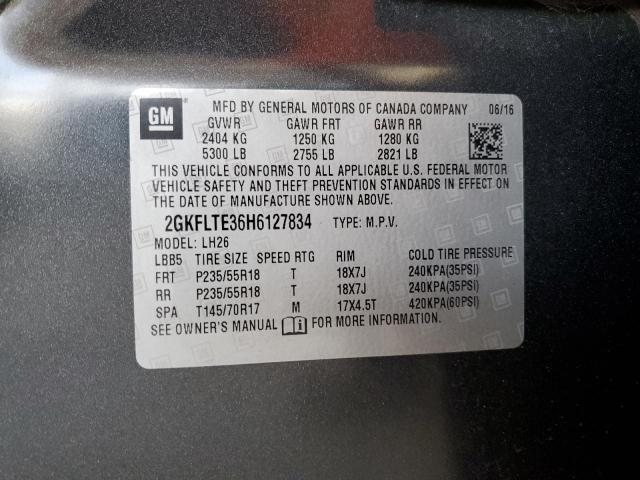 GM MFD BY GENERAL MOTORS OF CANADA COMPANY 06/16
GVWR GAWR FRT GAWR RR
2404 KG 1250 KG 1280 KG
5300 LB 2755 LB 2821 LB
THIS VEHICLE CONFORMS TO ALL APPLICABLE U.S. FEDERAL MOTOR
VEHICLE SAFETY AND THEFT PREVENTION STANDARDS IN EFFECT ON
THE DATE OF MANUFACTURE SHOWN ABOVE.
2GKFLTE36H6127834 TYPE: M.P.V.
MODEL: LH26
LBB5 TIRE SIZE SPEED RTG RIM COLD TIRE PRESSURE
FRT P235/55R18 T 18X7J 240KPA(35PSI)
RR P235/55R18 T 18X7J 240KPA(35PSI)
SPA T145/70R17 M 17X4.5T 420KPA(60PSI)
SEE OWNER'S MANUAL FOR MORE INFORMATION.